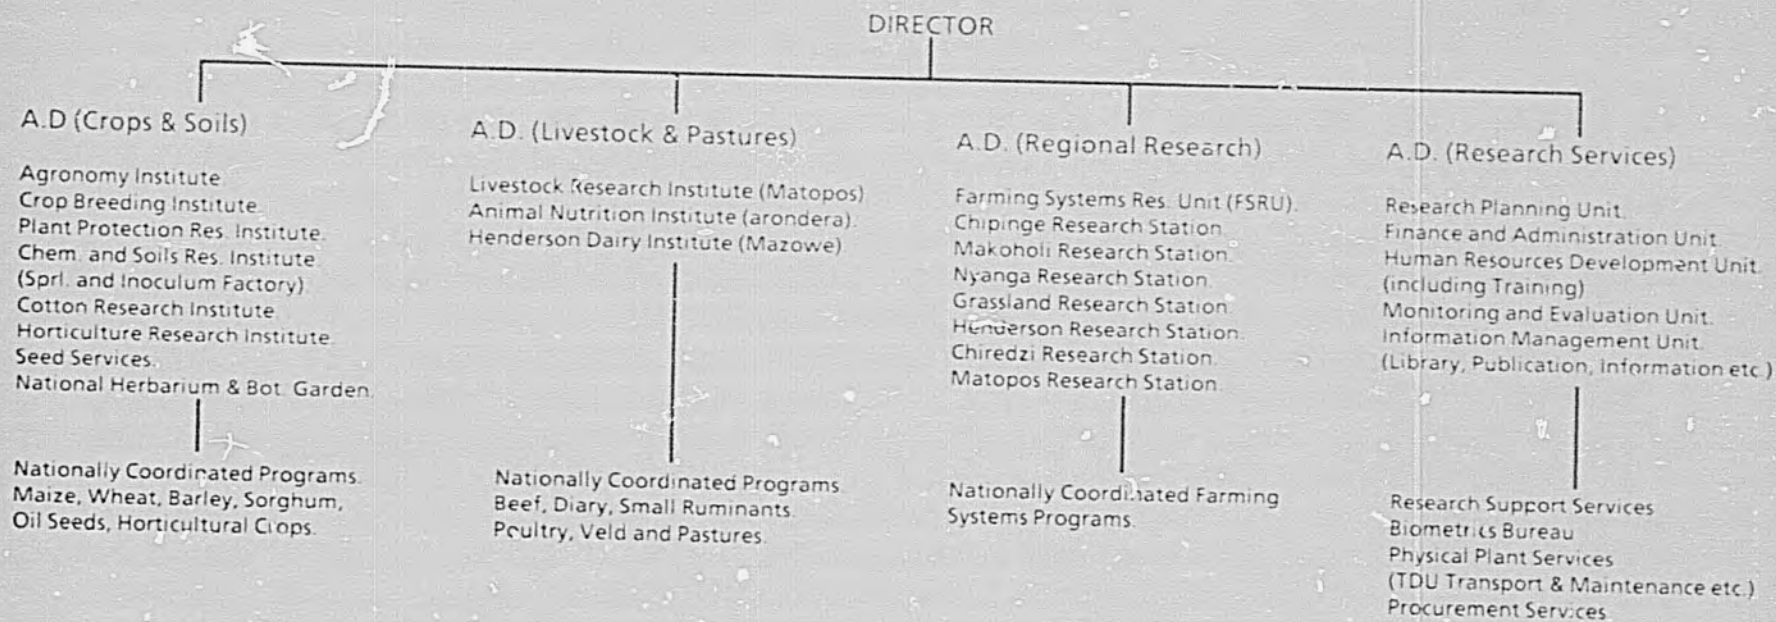 DIRECTOR
A.D (Crops & Soils)
Agronomy Institute.
Crop Breeding Institute.
Plant Protection Res. Institute.
Chem. and Soils Res. Institute.
(Sprl. and Inoculum Factory)
Cotton Research Institute.
Horticulture Research Institute.
Seed Services.
National Herbarium & Bot. Garden.
Nationally Coordinated Programs.
Maize, Wheat, Barley, Sorghum,
Oil Seeds, Horticultural Crops.
A.D. (Livestock & Pastures)
Livestock Research Institute (Matopos)
Animal Nutrition Institute (arondera).
Henderson Dairy Institute (Mazowe)
Nationally Coordinated Programs.
Beef, Diary, Small Ruminants.
Poultry, Veld and Pastures.
A.D. (Regional Research)
Farming Systems Res. Unit (FSRU).
Chipinge Research Station.
Makoholi Research Station.
Nyanga Research Station.
Grassland Research Station.
Henderson Research Station.
Chiredzi Research Station.
Matopos Research Station.
Nationally Coordinated Farming
Systems Programs.
A.D. (Research Services)
Research Planning Unit.
Finance and Administration Unit.
Human Resources Development Unit.
(including Training)
Monitoring and Evaluation Unit.
Information Management Unit.
(Library, Publication, Information etc.)
Research Support Services
Biometrics Bureau
Physical Plant Services
(TDU Transport & Maintenance etc.)
Procurement Services